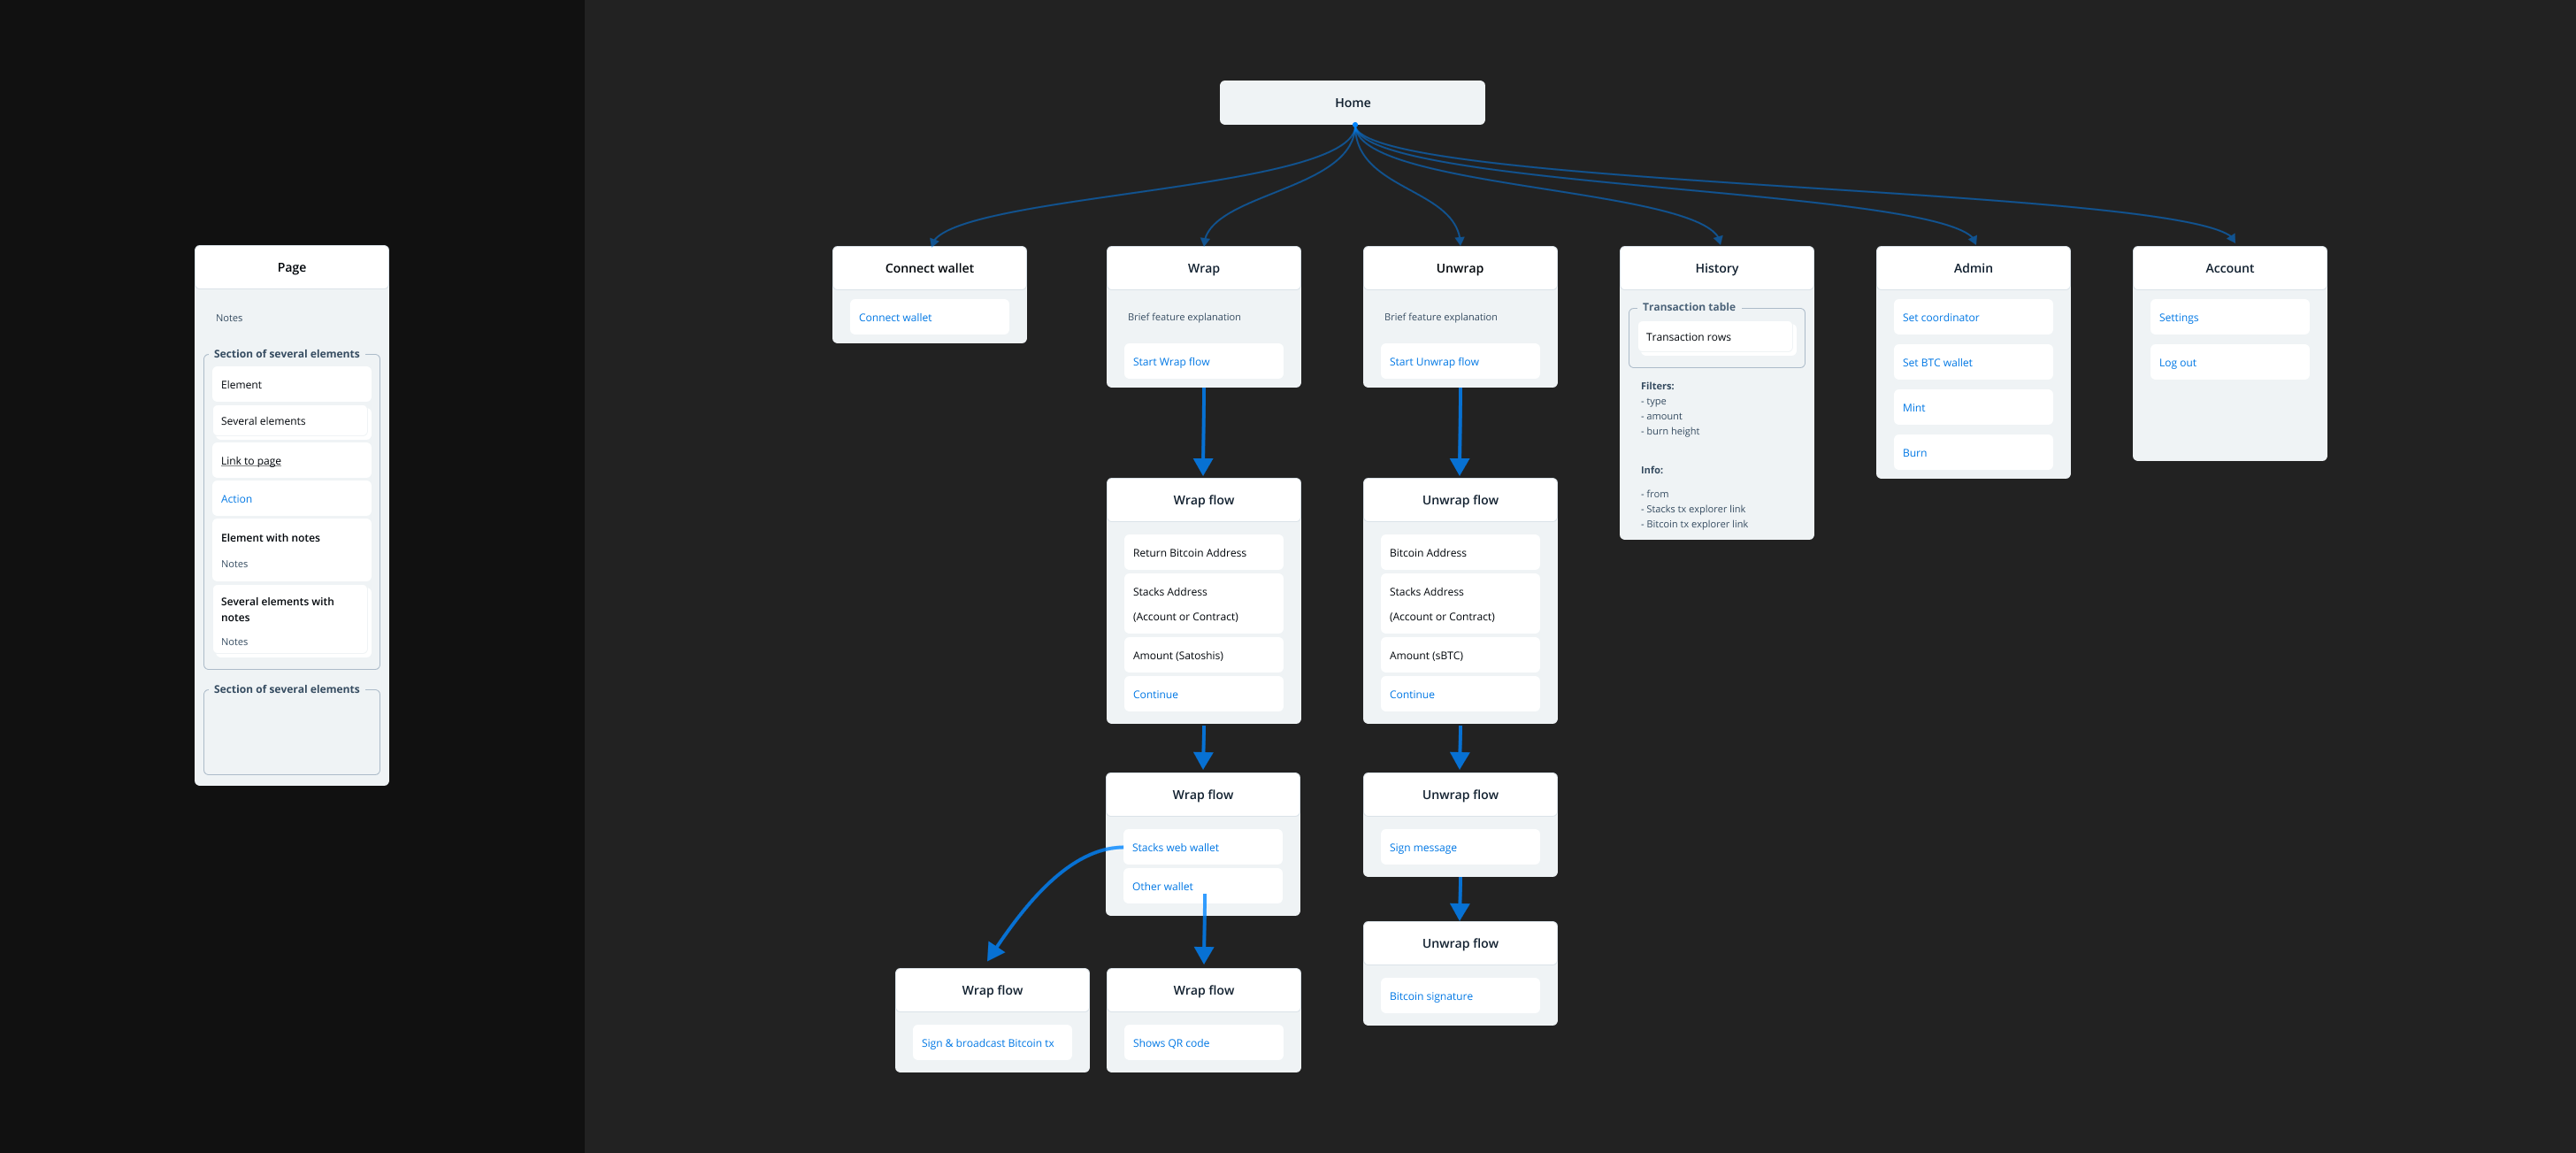 Page
Notes
Section of several elements
Element
Several elements
Link to page
Action
Element with notes
Notes
Several elements with
notes
Notes
Section of several elements
Home
Connect wallet
Connect wallet
Wrap
Brief feature explanation
Start Wrap flow
Wrap flow
Return Bitcoin Address
Stacks Address
(Account or Contract)
Amount (Satoshis)
Continue
Wrap flow
Stacks web wallet
Other wallet
Wrap flow
Sign & broadcast Bitcoin tx
Wrap flow
Shows QR code
Unwrap
Brief feature explanation
Start Unwrap flow
Unwrap flow
Bitcoin Address
Stacks Address
(Account or Contract)
Amount (sBTC)
Continue
Unwrap flow
Sign message
Unwrap flow
Bitcoin signature
History
Transaction table
Transaction rows
Filters:
- type
- amount
- burn height
Info:
- from
- Stacks tx explorer link
- Bitcoin tx explorer link
Admin
Set coordinator
Set BTC wallet
Mint
Burn
Account
Settings
Log out